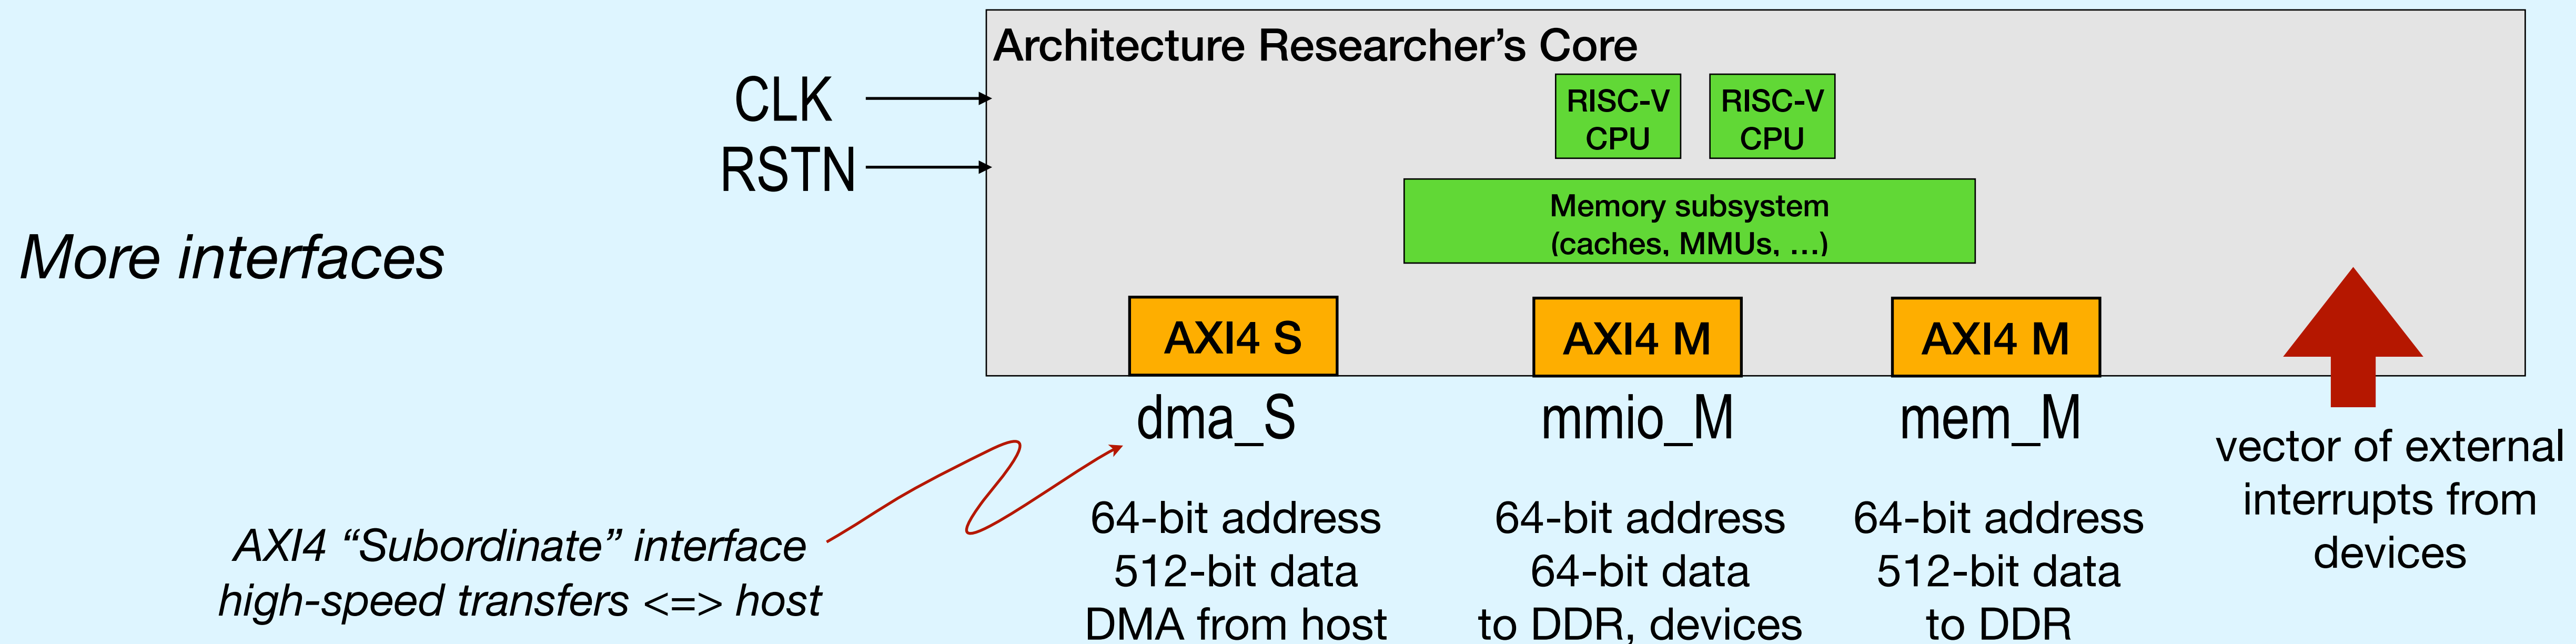 Architecture Researcher’s Core
CLK
RSTN
RISC-V
CPU
RISC-V
CPU
Memory subsystem
(caches, MMUs, …)
More interfaces
AXI4 S
AXI4 M
AXI4 M
dma_S
mmio_M
mem_M
vector of external
interrupts from
devices
AXI4 “Subordinate” interface
high-speed transfers <=> host
64-bit address
512-bit data
DMA from host
64-bit address
64-bit data
to DDR, devices
64-bit address
512-bit data
to DDR